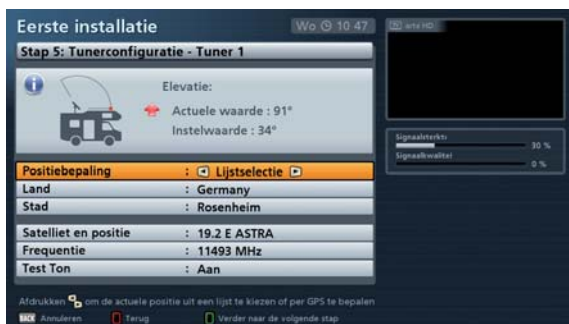 Eerste installatie
Wo 10 47
arte HD
Stap 5: Tunerconfiguratie - Tuner 1
Elevatie:
Actuele waarde : 91°
Instelwaarde : 34°
Signaalsterkte 30 %
Signaalkwaliteit 0 %
Positiebepaling : Lijstselectie
Land : Germany
Stad : Rosenheim
Satelliet en positie : 19.2 E ASTRA
Frequentie : 11493 MHz
Test Ton : Aan
Afdrukken om de actuele positie uit een lijst te kiezen of per GPS te bepalen
BACK Annuleren Terug Verder naar de volgende stap